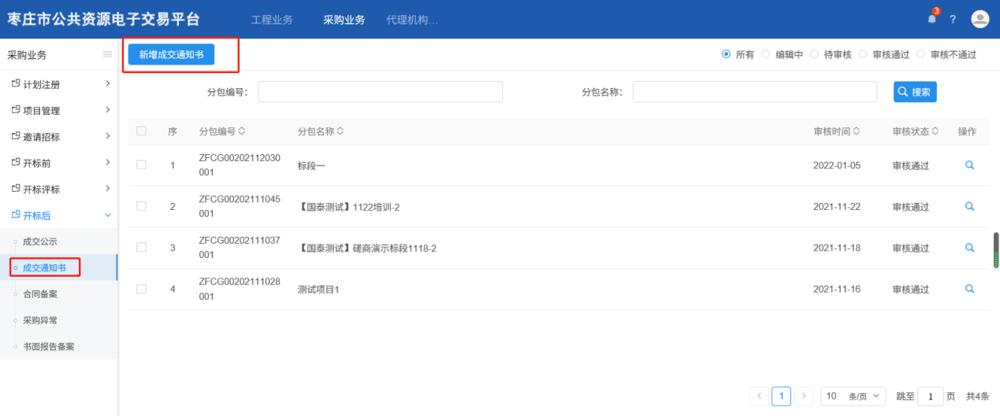 枣庄市公共资源电子交易平台 工程业务 采购业务 代理机构... 3 ?
采购业务
新增成交通知书
所有 编辑中 待审核 审核通过 审核不通过
计划注册
项目管理
邀请招标
开标前
开标评标
开标后
成交公示
成交通知书
合同备案
采购异常
书面报告备案
分包编号: 分包名称: 搜索
序 分包编号 分包名称 审核时间 审核状态 操作
1 ZFCG00202112030 标段一 2022-01-05 审核通过
001
2 ZFCG00202111045 【国泰测试】1122培训-2 2021-11-22 审核通过
001
3 ZFCG00202111037 【国泰测试】磋商演示标段1118-2 2021-11-18 审核通过
001
4 ZFCG00202111028 测试项目1 2021-11-16 审核通过
001
< 1 > 10 条/页 跳至 1 页 共4条